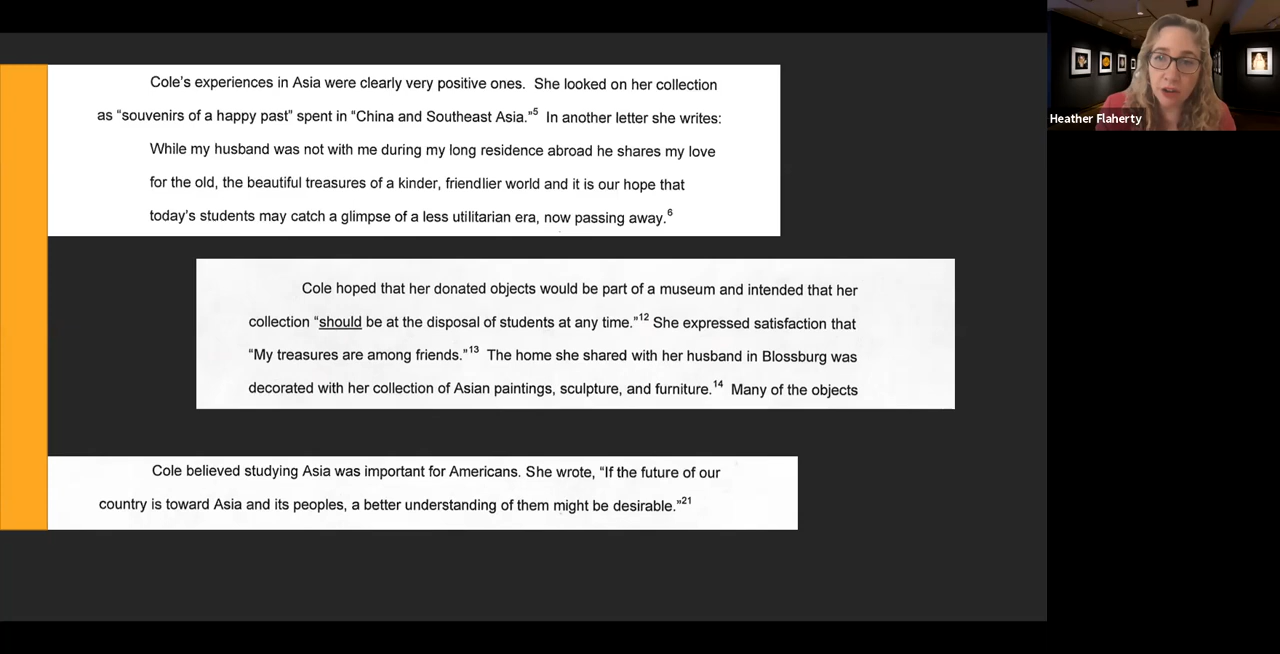 Cole's experiences in Asia were clearly very positive ones.  She looked on her collection
as “souvenirs of a happy past” spent in “China and Southeast Asia.”5  In another letter she writes:
While my husband was not with me during my long residence abroad he shares my love
for the old, the beautiful treasures of a kinder, friendlier world and it is our hope that
today's students may catch a glimpse of a less utilitarian era, now passing away.6
Cole hoped that her donated objects would be part of a museum and intended that her
collection “should be at the disposal of students at any time.”12 She expressed satisfaction that
“My treasures are among friends.”13  The home she shared with her husband in Blossburg was
decorated with her collection of Asian paintings, sculpture, and furniture.14  Many of the objects
Cole believed studying Asia was important for Americans. She wrote, “If the future of our
country is toward Asia and its peoples, a better understanding of them might be desirable.”21
Heather Flaherty